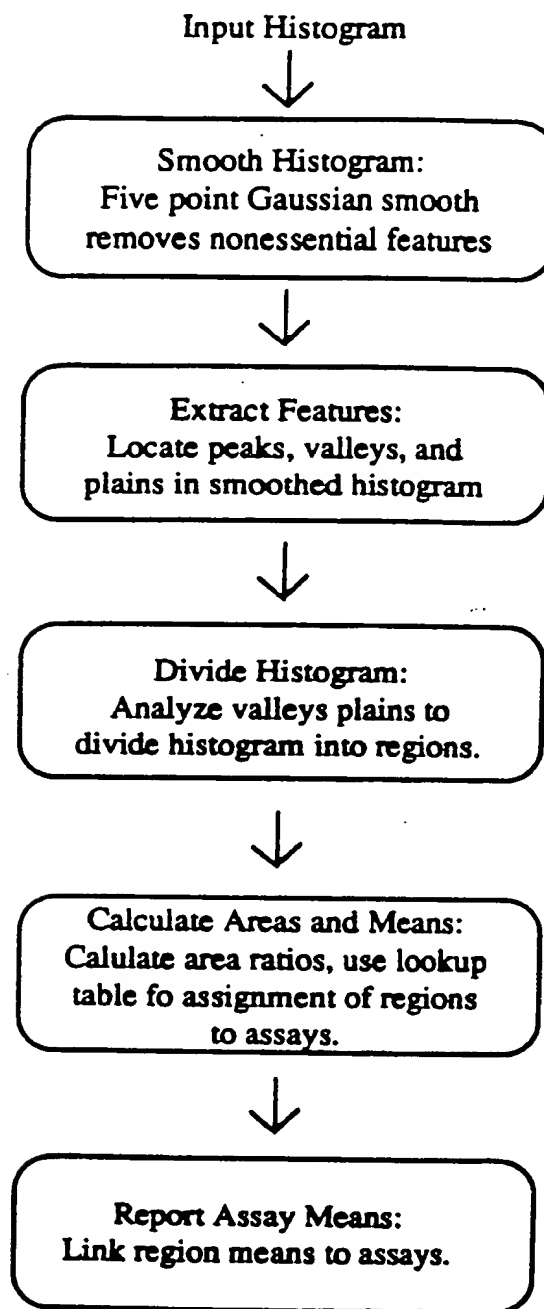 Input Histogram
Smooth Histogram:
Five point Gaussian smooth
removes nonessential features
Extract Features:
Locate peaks, valleys, and
plains in smoothed histogram
Divide Histogram:
Analyze valleys plains to
divide histogram into regions.
Calculate Areas and Means:
Calulate area ratios, use lookup
table fo assignment of regions
to assays.
Report Assay Means:
Link region means to assays.